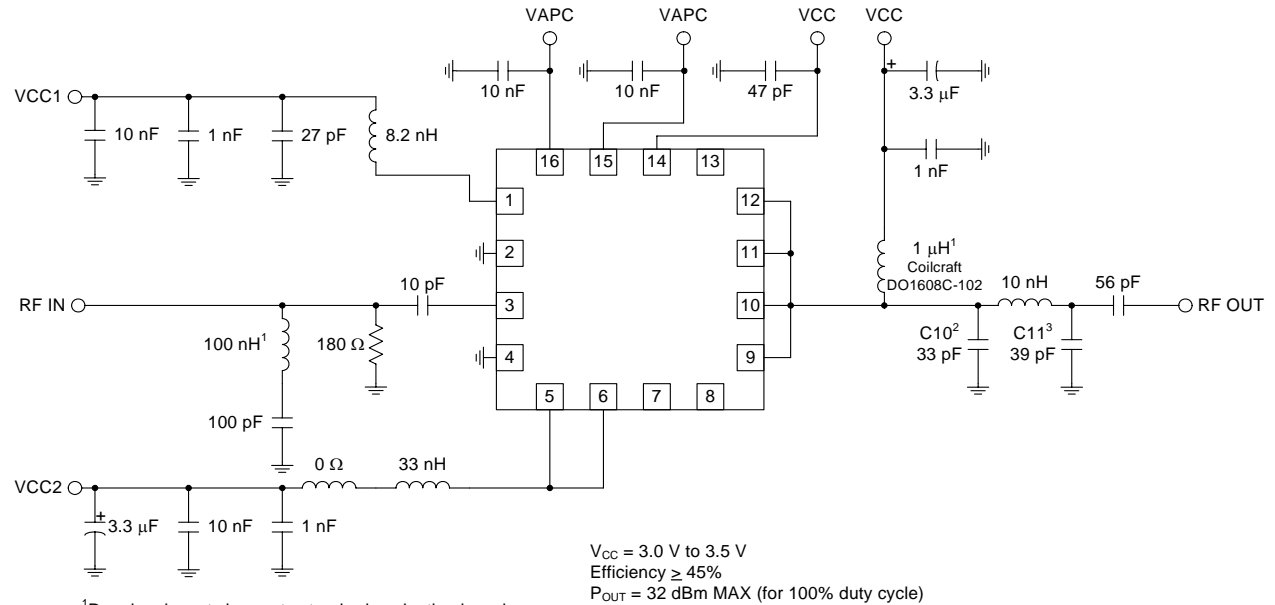 VAPC
VAPC
VCC
VCC
10 nF
10 nF
47 pF
+
3.3 µF
VCC1
10 nF
1 nF
27 pF
8.2 nH
1 nF
16
15
14
13
1
12
2
11
3
10
4
9
5
6
7
8
1 µH¹
Coilcraft
DO1608C-102
10 nH
56 pF
RF OUT
C10²
33 pF
C11³
39 pF
RF IN
10 pF
100 nH¹
180 Ω
100 pF
0 Ω
33 nH
VCC2
+
3.3 µF
10 nF
1 nF
VCC = 3.0 V to 3.5 V
Efficiency ≥ 45%
POUT = 32 dBm MAX (for 100% duty cycle)